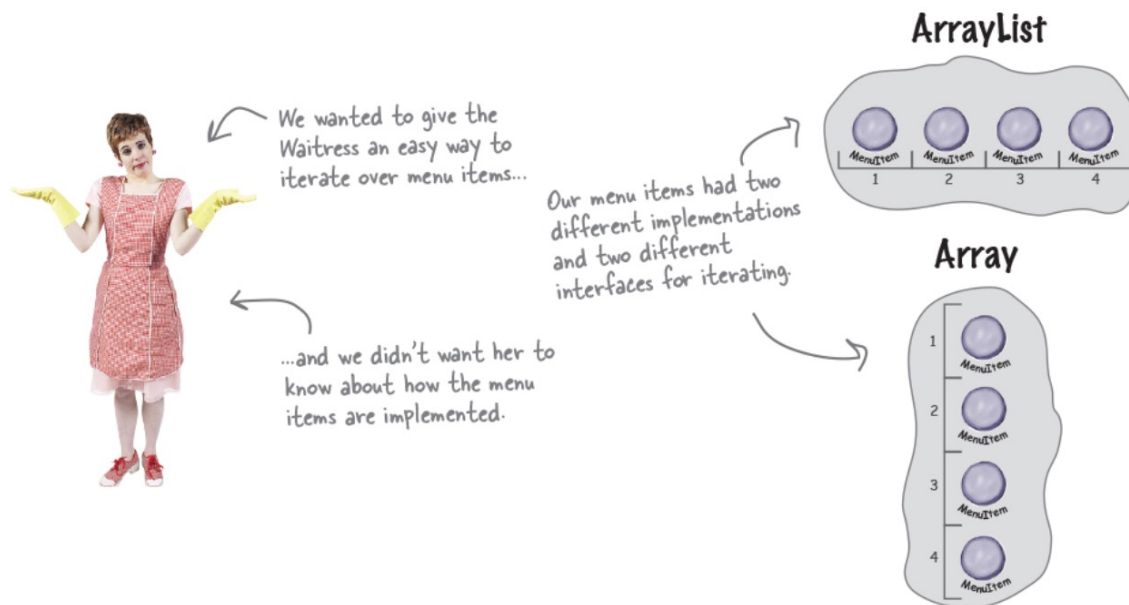 We wanted to give the
Waitress an easy way to
iterate over menu items...
...and we didn't want her to
know about how the menu
items are implemented.
Our menu items had two
different implementations
and two different
interfaces for iterating.
ArrayList
MenuItem MenuItem MenuItem MenuItem
1 2 3 4
Array
1
MenuItem
2
MenuItem
3
MenuItem
4
MenuItem